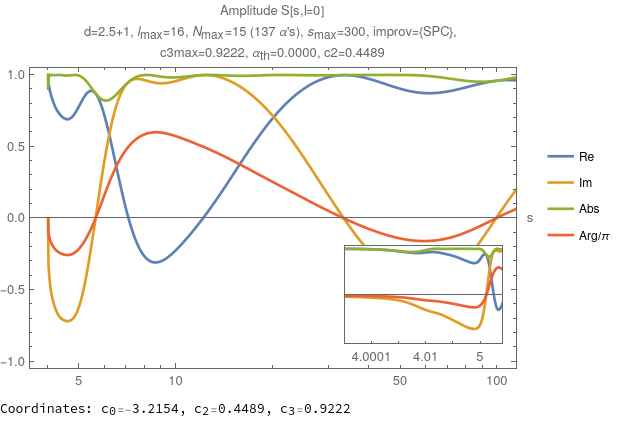 Amplitude S[s,l=0]
d=2.5+1, lmax=16, Nmax=15 (137 α's), smax=300, improv={SPC},
c3max=0.9222, αth=0.0000, c2=0.4489
1.0
0.5
0.0
−0.5
−1.0
s
Re
Im
Abs
Arg/π
4.0001 4.01 5
5 10 50 100
Coordinates: c0=-3.2154, c2=0.4489, c3=0.9222